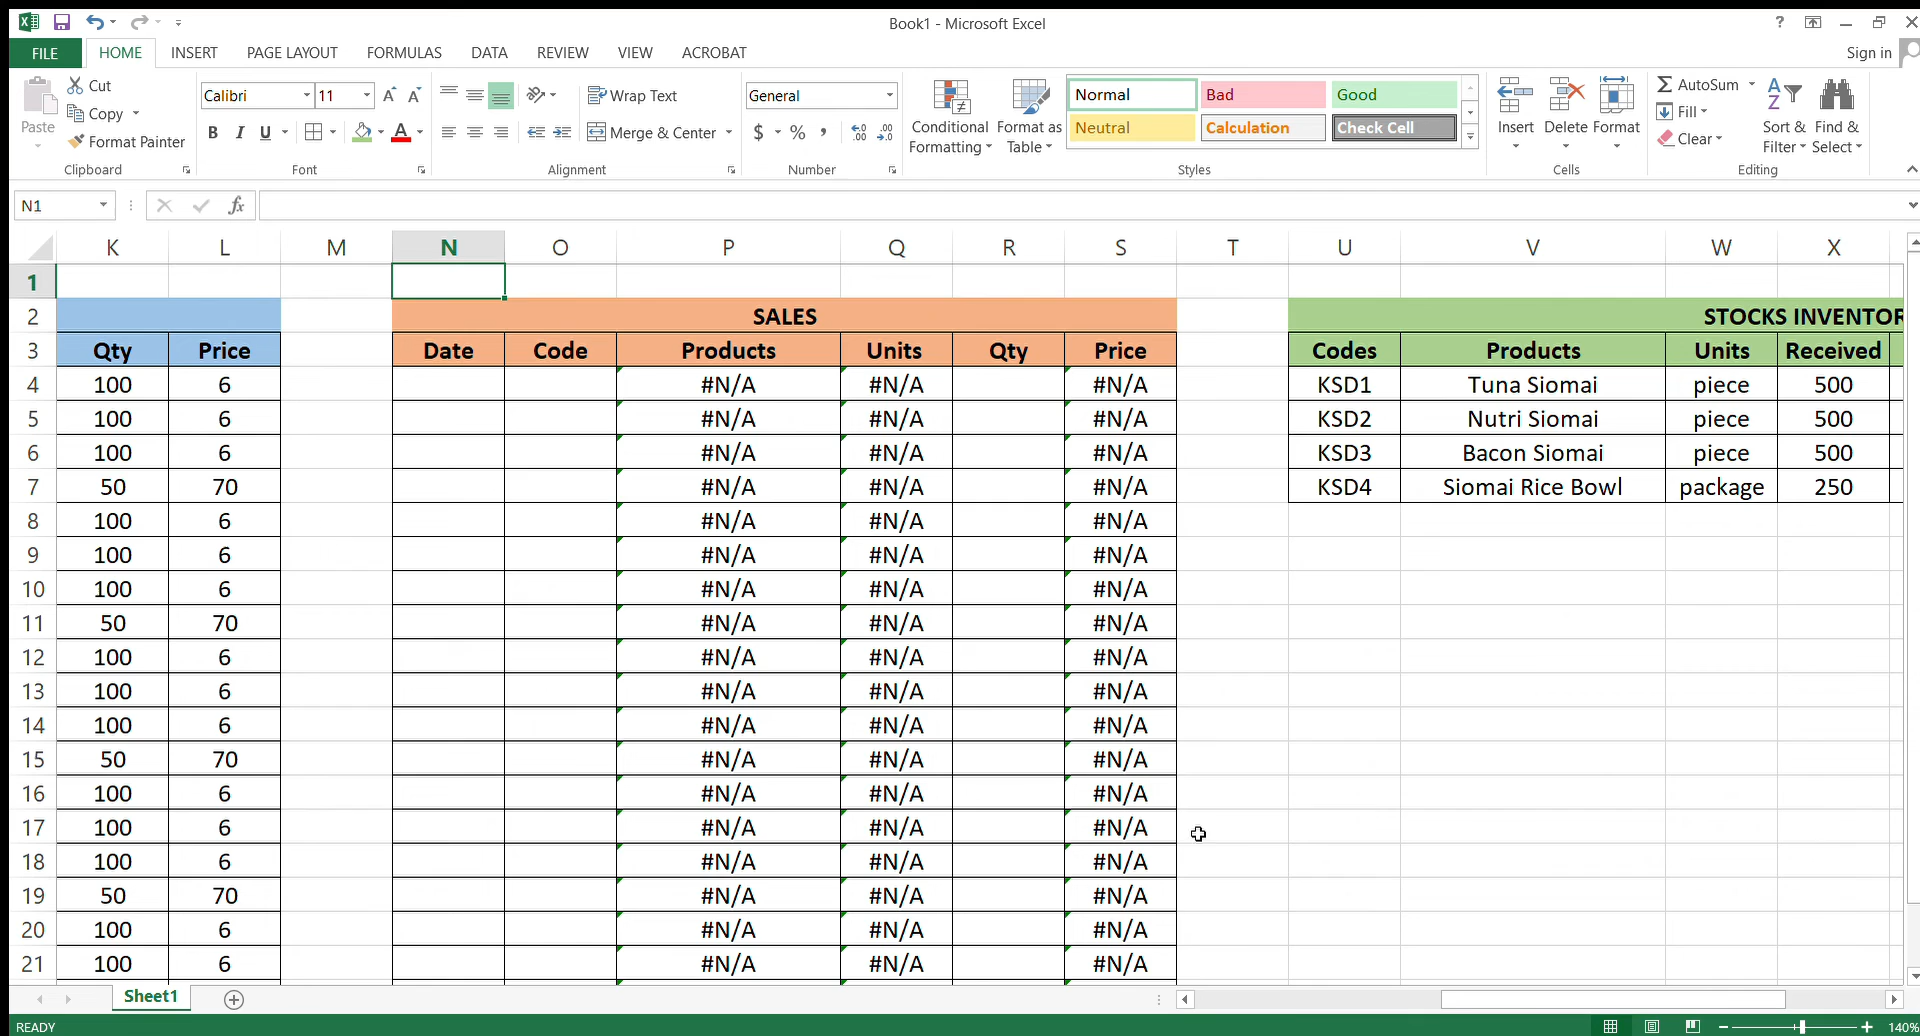 Book1 - Microsoft Excel
?
FILE HOME INSERT PAGE LAYOUT FORMULAS DATA REVIEW VIEW ACROBAT Sign in
Paste
Cut
Copy
Format Painter
Clipboard
Calibri 11
A A
B I U A
Font
Wrap Text
Merge & Center
Alignment
General
$ % , .00 .00
Number
Conditional Formatting
Format as Table
Normal Bad Good
Neutral Calculation Check Cell
Styles
Insert Delete Format
Cells
AutoSum
Fill
Clear
Sort & Filter
Find & Select
Editing
N1 fx
K L M N O P Q R S T U V W X
1
2 SALES STOCKS INVENTOR
3 Qty Price Date Code Products Units Qty Price Codes Products Units Received
4 100 6 #N/A #N/A #N/A KSD1 Tuna Siomai piece 500
5 100 6 #N/A #N/A #N/A KSD2 Nutri Siomai piece 500
6 100 6 #N/A #N/A #N/A KSD3 Bacon Siomai piece 500
7 50 70 #N/A #N/A #N/A KSD4 Siomai Rice Bowl package 250
8 100 6 #N/A #N/A #N/A
9 100 6 #N/A #N/A #N/A
10 100 6 #N/A #N/A #N/A
11 50 70 #N/A #N/A #N/A
12 100 6 #N/A #N/A #N/A
13 100 6 #N/A #N/A #N/A
14 100 6 #N/A #N/A #N/A
15 50 70 #N/A #N/A #N/A
16 100 6 #N/A #N/A #N/A
17 100 6 #N/A #N/A #N/A
18 100 6 #N/A #N/A #N/A
19 50 70 #N/A #N/A #N/A
20 100 6 #N/A #N/A #N/A
21 100 6 #N/A #N/A #N/A
Sheet1
READY 140%